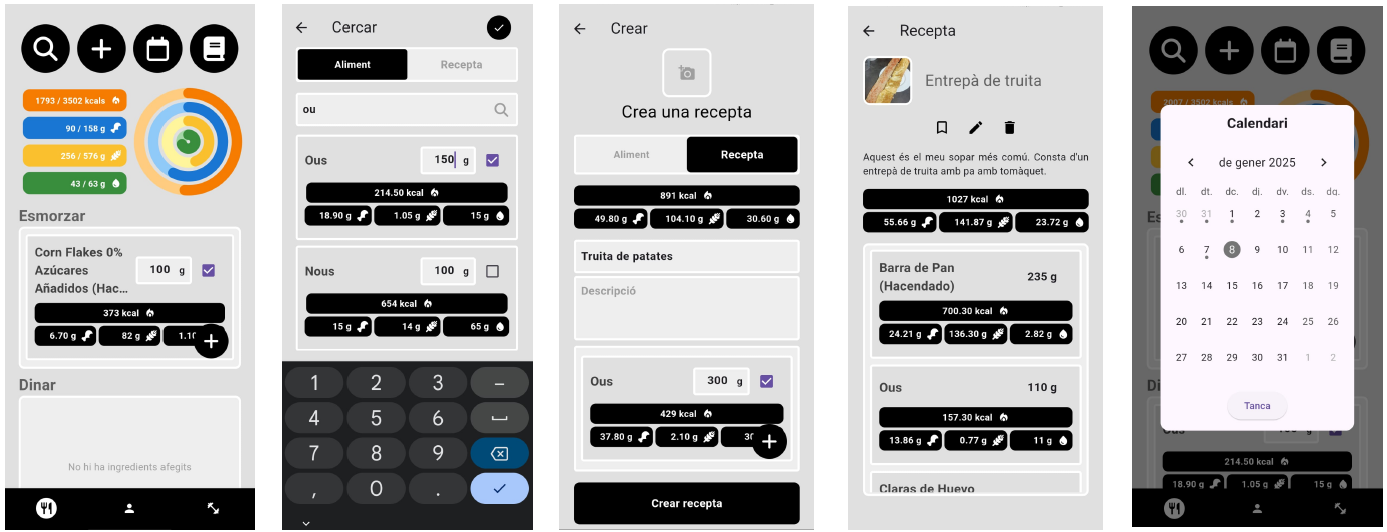 1793 / 3502 kcals
90 / 158 g
256 / 576 g
43 / 63 g
Esmorzar
Corn Flakes 0%
Azúcares
Añadidos (Hac...
100 g
373 kcal
6.70 g
82 g
Dinar
No hi ha ingredients afegits
Cercar
Aliment
Recepta
ou
Ous
150 g
214.50 kcal
18.90 g
1.05 g
15 g
Nous
100 g
654 kcal
15 g
14 g
65 g
1 2 3 –
4 5 6
7 8 9
, 0 .
Crear
Crea una recepta
Aliment
Recepta
891 kcal
49.80 g
104.10 g
30.60 g
Truita de patates
Descripció
Ous
300 g
429 kcal
37.80 g
2.10 g
Crear recepta
Recepta
Entrepà de truita
Aquest és el meu sopar més comú. Consta d'un
entrepà de truita amb pa amb tomàquet.
1027 kcal
55.66 g
141.87 g
23.72 g
Barra de Pan
(Hacendado)
235 g
700.30 kcal
24.21 g
136.30 g
2.82 g
Ous
110 g
157.30 kcal
13.86 g
0.77 g
11 g
Claras de Huevo
2007 / 3502 kcals
Calendari
de gener 2025
dl. dt. dc. dj. dv. ds. dg.
30 31 1 2 3 4 5
6 7 8 9 10 11 12
13 14 15 16 17 18 19
20 21 22 23 24 25 26
27 28 29 30 31 1 2
Tanca
214.50 kcal
18.90 g
1.05 g
15 g